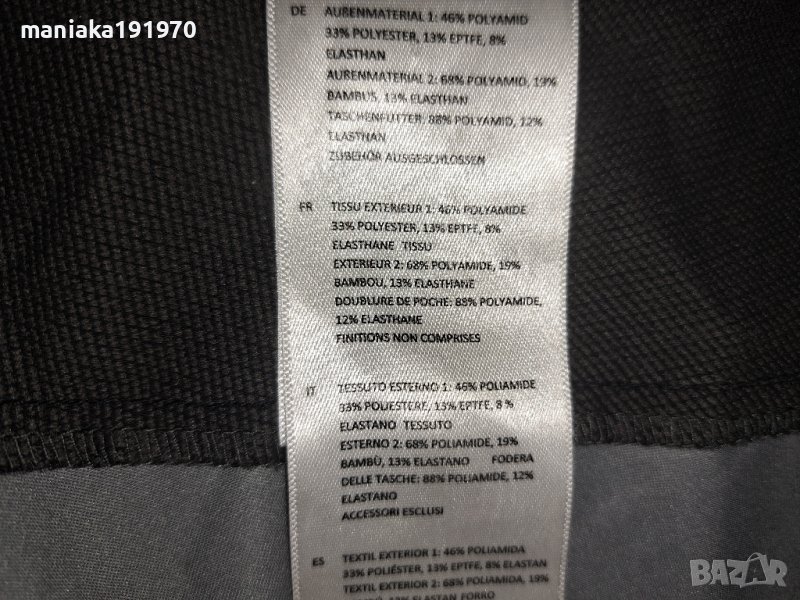 maniaka191970
DE AUßENMATERIAL 1: 46% POLYAMID
33% POLYESTER, 13% EPTFE, 8%
ELASTHAN
AUßENMATERIAL 2: 68% POLYAMID, 19%
BAMBUS, 13% ELASTHAN
TASCHENFUTTER: 88% POLYAMID, 12%
ELASTHAN
ZUBEHÖR AUSGESCHLOSSEN
FR TISSU EXTERIEUR 1: 46% POLYAMIDE
33% POLYESTER, 13% EPTFE, 8%
ELASTHANE TISSU
EXTERIEUR 2: 68% POLYAMIDE, 19%
BAMBOU, 13% ELASTHANE
DOUBLURE DE POCHE: 88% POLYAMIDE,
12% ELASTHANE
FINITIONS NON COMPRISES
IT TESSUTO ESTERNO 1: 46% POLIAMIDE
33% POLIESTERE, 13% EPTFE, 8 %
ELASTANO TESSUTO
ESTERNO 2: 68% POLIAMIDE, 19%
BAMBÙ, 13% ELASTANO FODERA
DELLE TASCHE: 88% POLIAMIDE, 12%
ELASTANO
ACCESSORI ESCLUSI
ES TEXTIL EXTERIOR 1: 46% POLIAMIDA
33% POLIÉSTER, 13% EPTFE, 8% ELASTAN
TEXTIL EXTERIOR 2: 68% POLIAMIDA, 19%
BAMBÚ, 13% ELASTAN FORRO
BAZAR